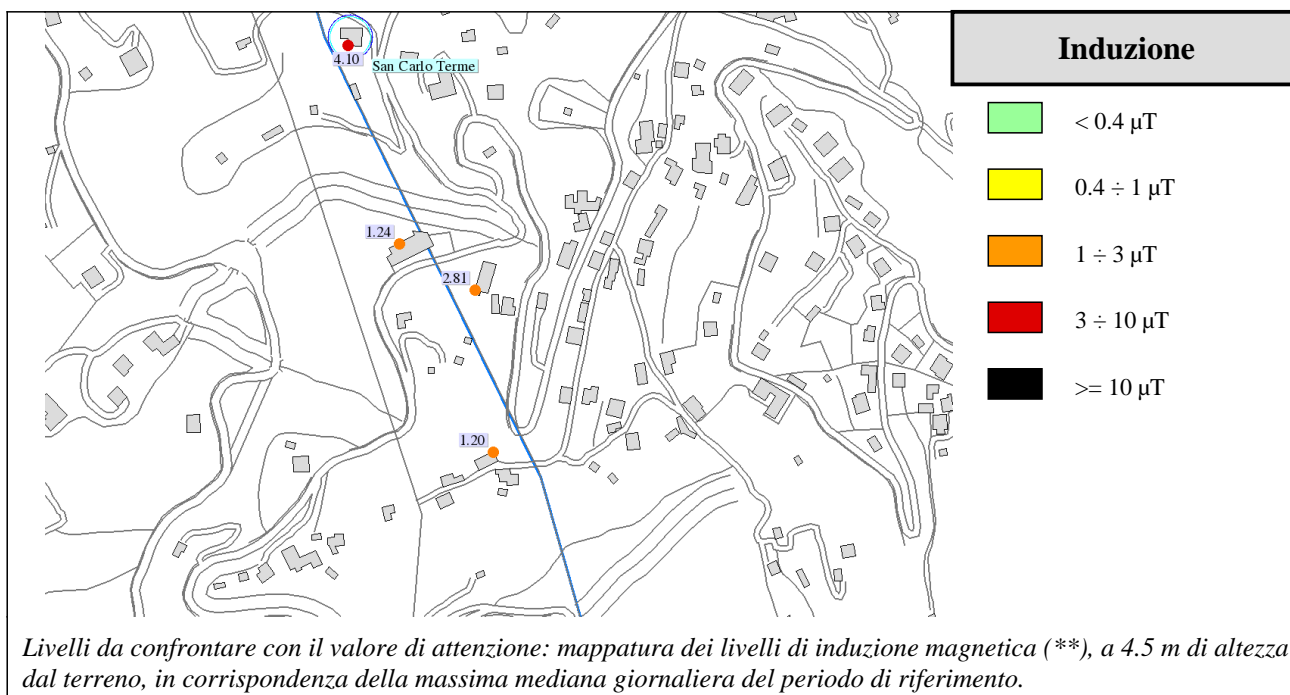 4.10
San Carlo Terme
1.24
2.81
1.20
Induzione
< 0.4 µT
0.4 ÷ 1 µT
1 ÷ 3 µT
3 ÷ 10 µT
>= 10 µT
Livelli da confrontare con il valore di attenzione: mappatura dei livelli di induzione magnetica (**), a 4.5 m di altezza
dal terreno, in corrispondenza della massima mediana giornaliera del periodo di riferimento.